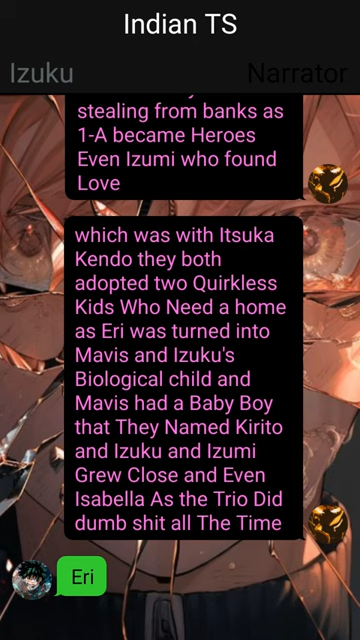 Indian TS
Izuku
Narrator
stealing from banks as
1-A became Heroes
Even Izumi who found
Love
which was with Itsuka
Kendo they both
adopted two Quirkless
Kids Who Need a home
as Eri was turned into
Mavis and Izuku's
Biological child and
Mavis had a Baby Boy
that They Named Kirito
and Izuku and Izumi
Grew Close and Even
Isabella As the Trio Did
dumb shit all The Time
Eri